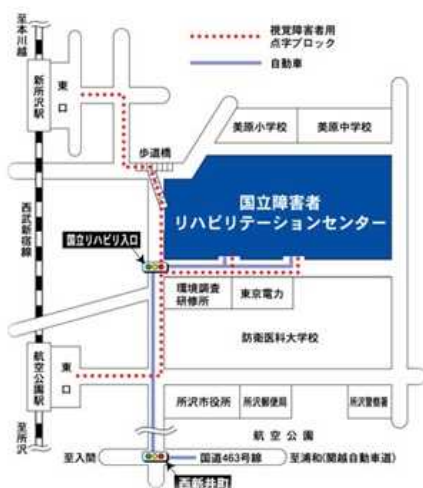 至本川越
視覚障害者用
点字ブロック
自動車
新所沢駅
東口
美原小学校
美原中学校
歩道橋
国立障害者
リハビリテーションセンター
西武新宿線
国立リハビリ入口
環境調査
研修所
東京電力
防衛医科大学校
航空公園駅
東口
所沢市役所
所沢郵便局
所沢警察署
至所沢
航空公園
至入間
国道463号線
至浦和(関越自動車道)
西新井町